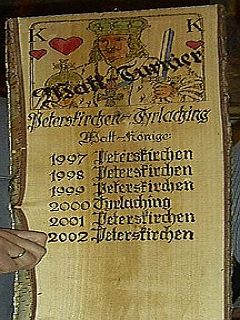 K K
Watt-Turnier
Peterskirchen-Tyrlaching
Watt-Könige:
1997 Peterskirchen
1998 Peterskirchen
1999 Peterskirchen
2000 Tyrlaching
2001 Peterskirchen
2002 Peterskirchen